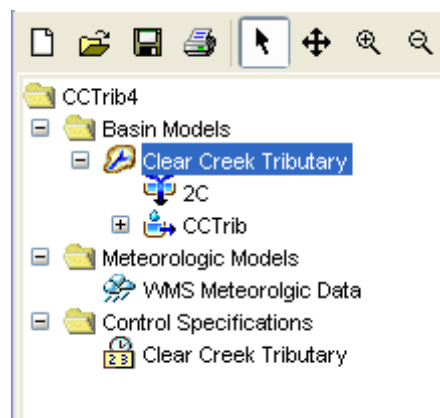 CCTrib4
Basin Models
Clear Creek Tributary
2C
CCTrib
Meteorologic Models
WMS Meteorolgic Data
Control Specifications
Clear Creek Tributary